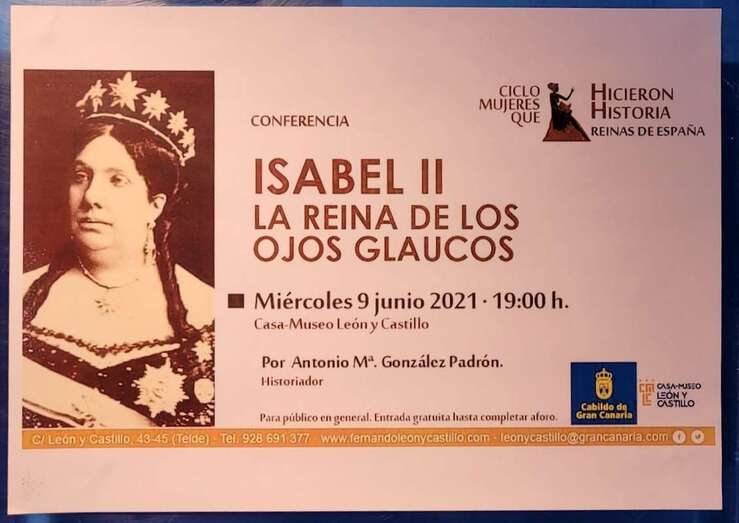 CICLO
MUJERES
QUE
HICIERON
HISTORIA
REINAS DE ESPAÑA
CONFERENCIA
ISABEL II
LA REINA DE LOS
OJOS GLAUCOS
Miércoles 9 junio 2021 · 19:00 h.
Casa-Museo León y Castillo
Por Antonio Mª. González Padrón.
Historiador
Cabildo de
Gran Canaria
CASA-MUSEO
LEÓN Y
CASTILLO
Para público en general. Entrada gratuita hasta completar aforo.
C/ León y Castillo, 43-45 (Telde) - Tel. 928 691 377 - www.fernandoleonycastillo.com - leonycastillo@grancanaria.com